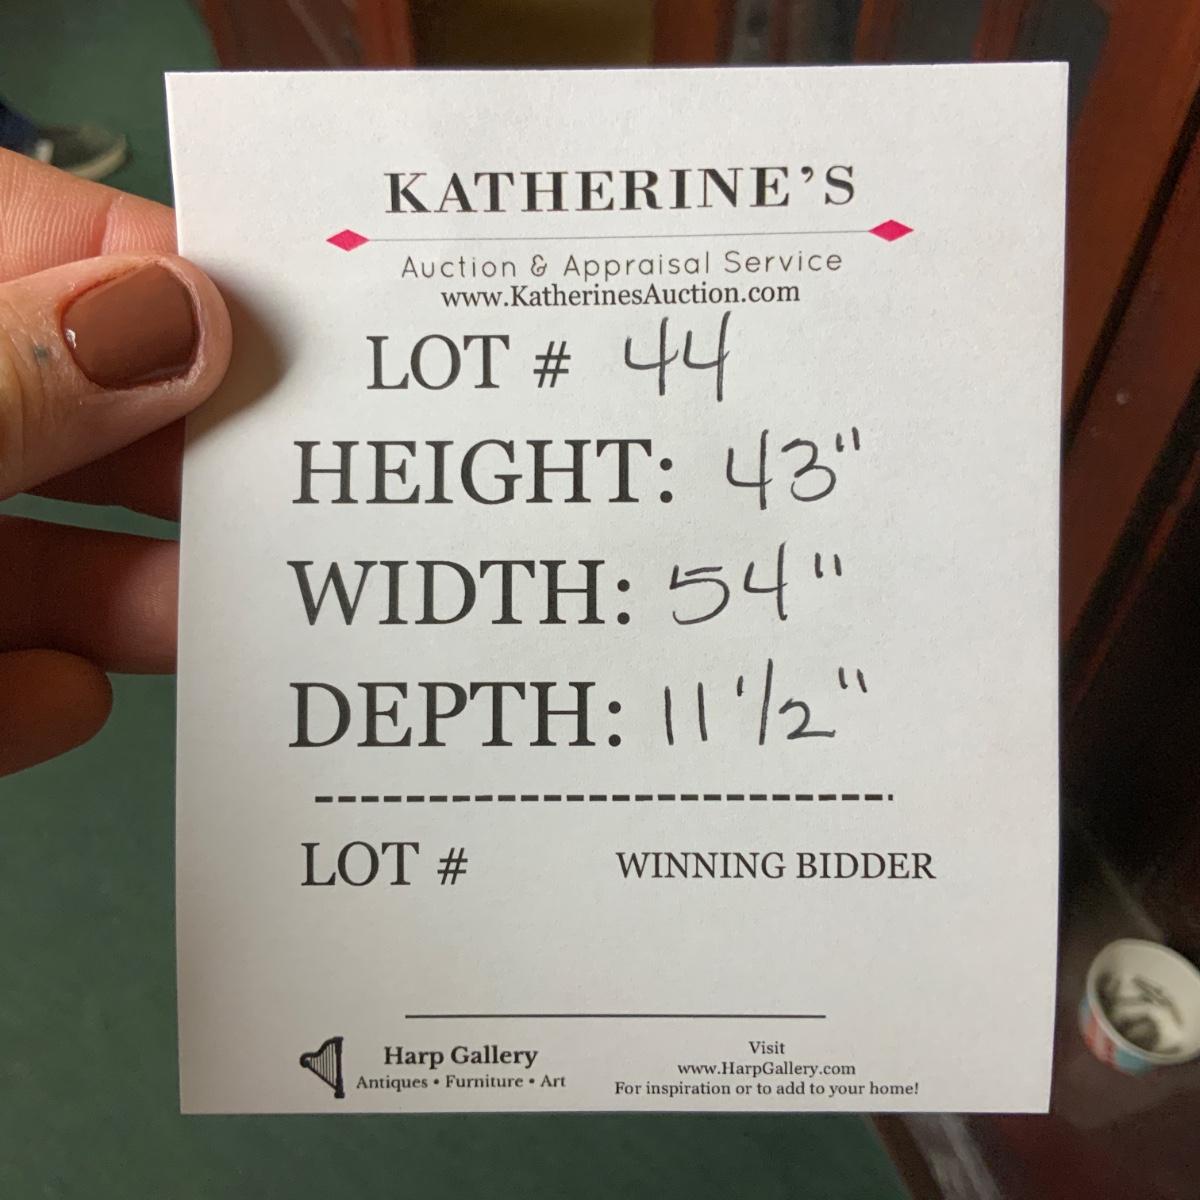 KATHERINE'S
Auction & Appraisal Service
www.KatherinesAuction.com
LOT # 44
HEIGHT: 43"
WIDTH: 54"
DEPTH: 11 1/2"
LOT # WINNING BIDDER
Harp Gallery
Antiques • Furniture • Art
Visit
www.HarpGallery.com
For inspiration or to add to your home!